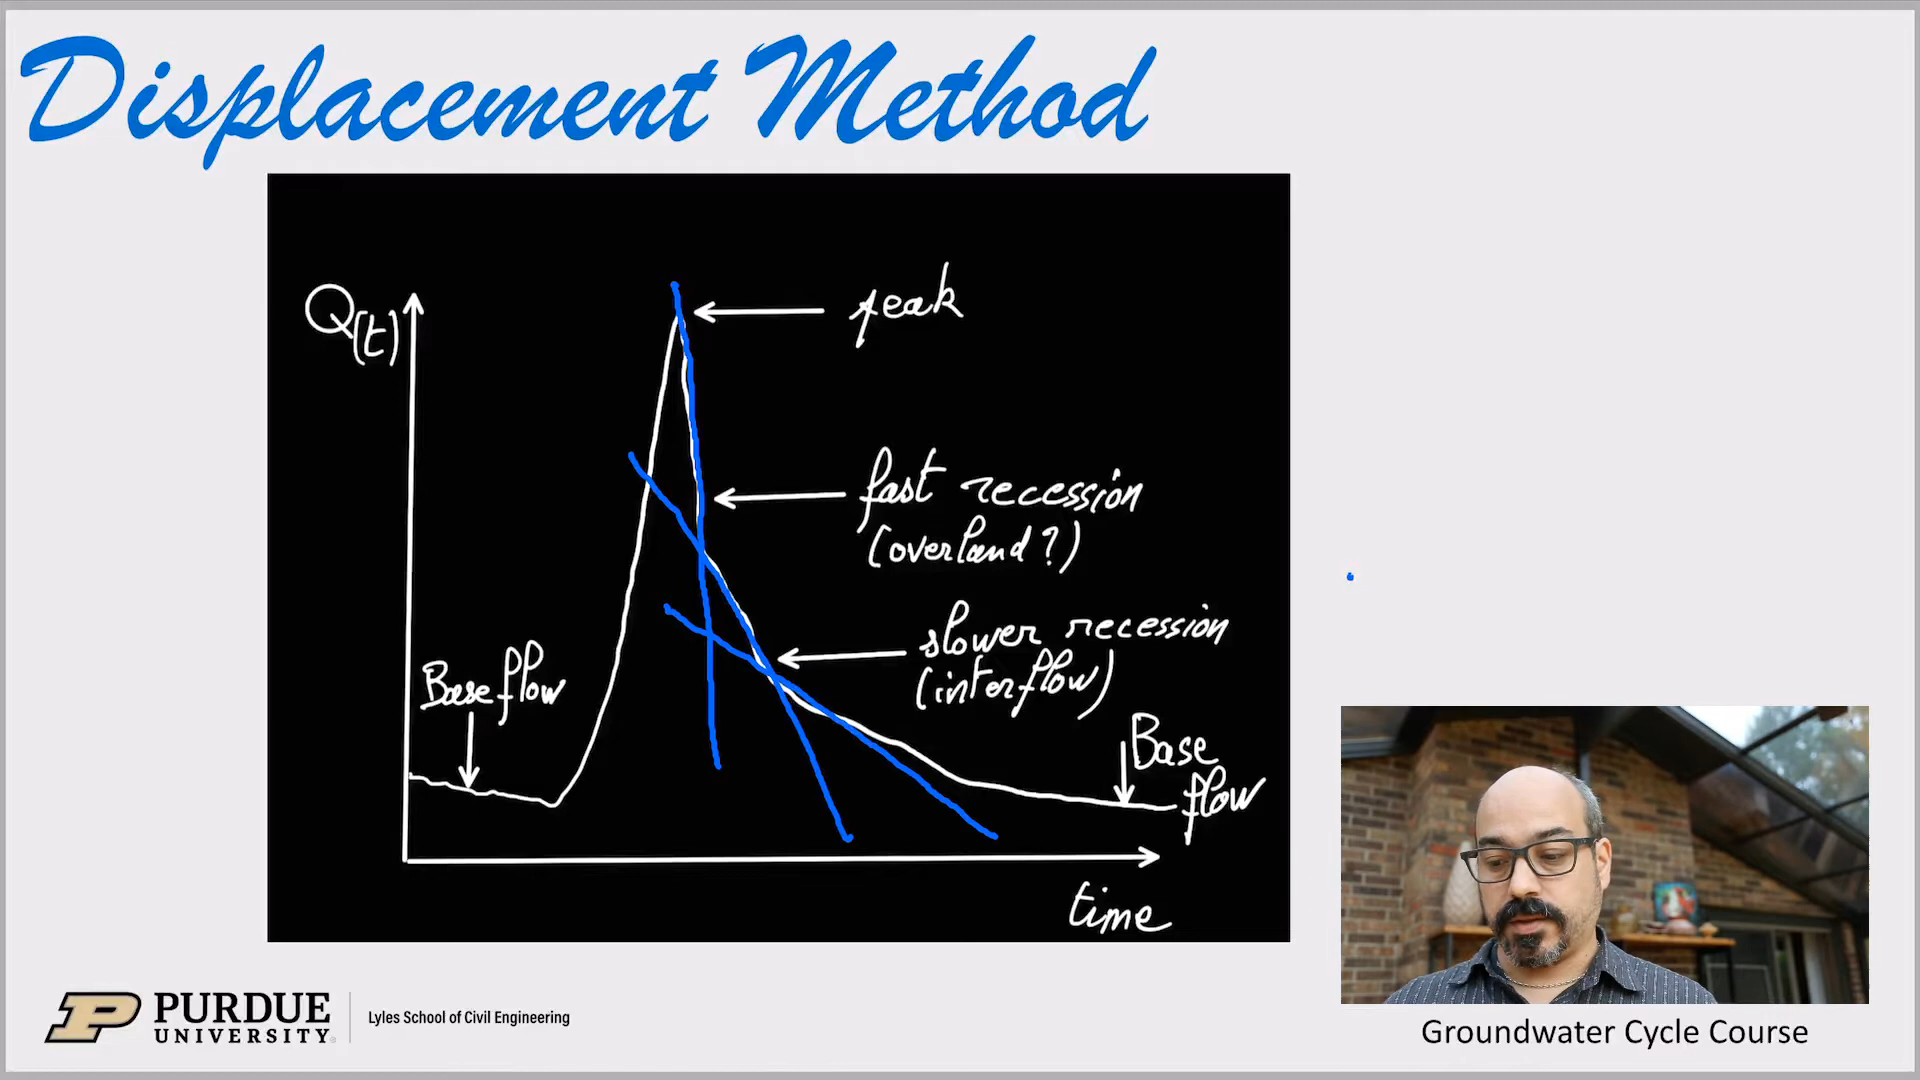 Displacement Method
Q(t)
peak
fast recession
(overland?)
slower recession
(interflow)
Baseflow
Base
flow
time
P PURDUE
UNIVERSITY
Lyles School of Civil Engineering
Groundwater Cycle Course